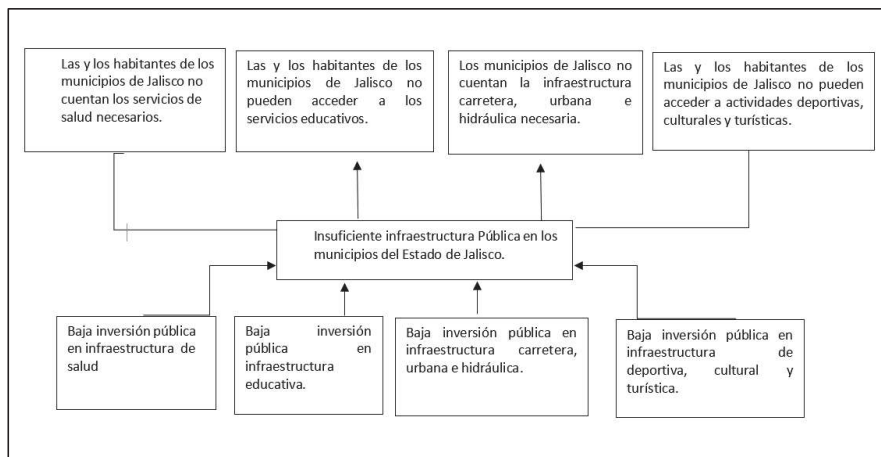 Las y los habitantes de los
municipios de Jalisco no
cuentan los servicios de
salud necesarios.
Las y los habitantes de los
municipios de Jalisco no
pueden acceder a los
servicios educativos.
Los municipios de Jalisco no
cuentan la infraestructura
carretera, urbana e
hidráulica necesaria.
Las y los habitantes de los
municipios de Jalisco no pueden
acceder a actividades deportivas,
culturales y turísticas.
Insuficiente infraestructura Pública en los
municipios del Estado de Jalisco.
Baja inversión pública
en infraestructura de
salud
Baja inversión
pública en
infraestructura
educativa.
Baja inversión pública en
infraestructura carretera,
urbana e hidráulica.
Baja inversión pública en
infraestructura de
deportiva, cultural y
turística.